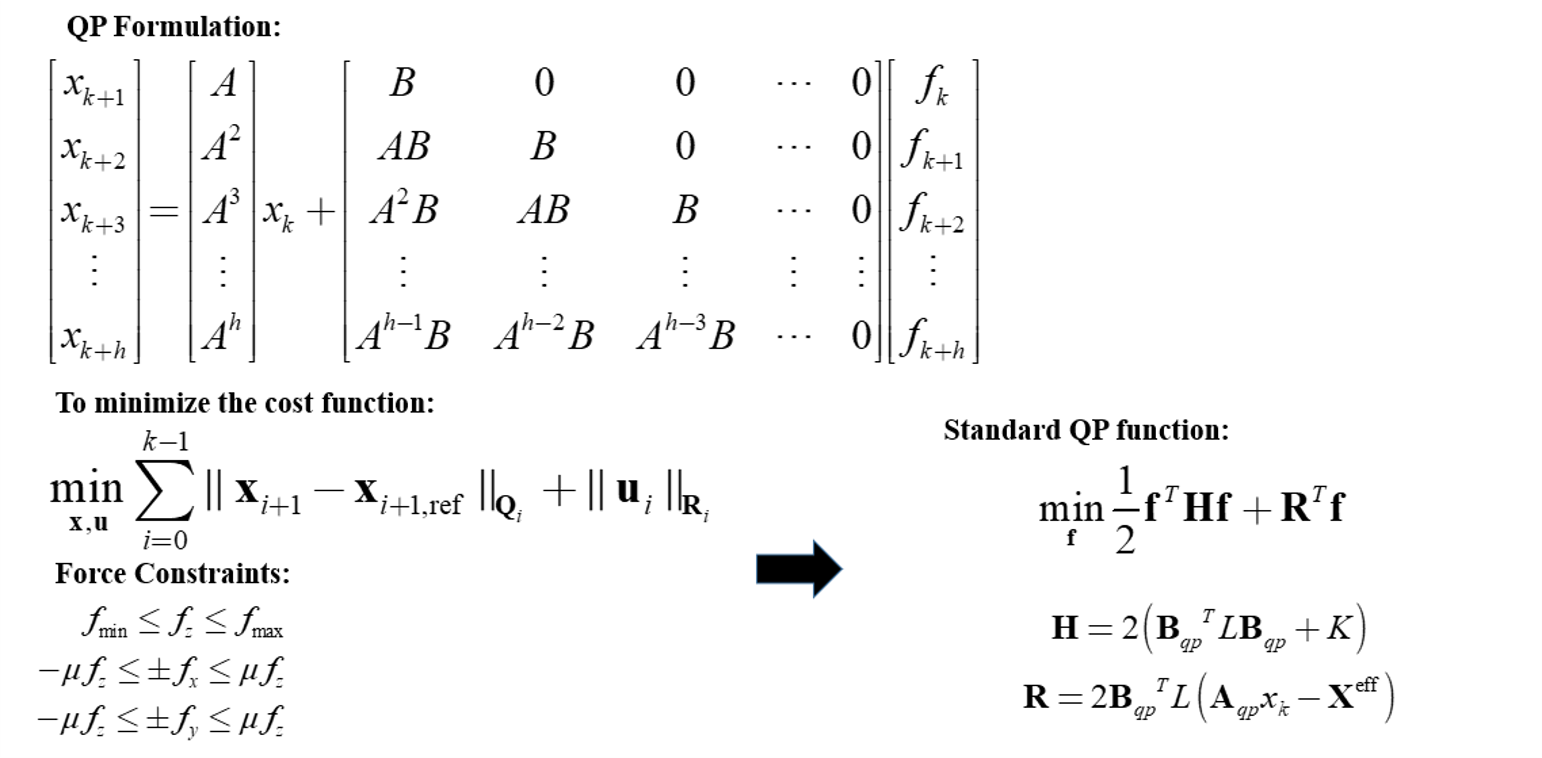 QP Formulation:
\begin{bmatrix} x_{k+1} \\ x_{k+2} \\ x_{k+3} \\ \vdots \\ x_{k+h} \end{bmatrix} = \begin{bmatrix} A \\ A^2 \\ A^3 \\ \vdots \\ A^h \end{bmatrix} x_k + \begin{bmatrix} B & 0 & 0 & \cdots & 0 \\ AB & B & 0 & \cdots & 0 \\ A^2B & AB & B & \cdots & 0 \\ \vdots & \vdots & \vdots & \vdots & \vdots \\ A^{h-1}B & A^{h-2}B & A^{h-3}B & \cdots & 0 \end{bmatrix} \begin{bmatrix} f_k \\ f_{k+1} \\ f_{k+2} \\ \vdots \\ f_{k+h} \end{bmatrix}
To minimize the cost function:
\min_{\mathbf{x},\mathbf{u}} \sum_{i=0}^{k-1} || \mathbf{x}_{i+1} - \mathbf{x}_{i+1,\text{ref}} ||_{\mathbf{Q}_i} + || \mathbf{u}_i ||_{\mathbf{R}_i}
Force Constraints:
f_{\min} \leq f_z \leq f_{\max}
-\mu f_z \leq \pm f_x \leq \mu f_z
-\mu f_z \leq \pm f_y \leq \mu f_z
Standard QP function:
\min_{\mathbf{f}} \frac{1}{2} \mathbf{f}^T \mathbf{H} \mathbf{f} + \mathbf{R}^T \mathbf{f}
\mathbf{H} = 2 \left( \mathbf{B}_{qp}{}^T L \mathbf{B}_{qp} + K \right)
\mathbf{R} = 2 \mathbf{B}_{qp}{}^T L \left( \mathbf{A}_{qp} x_k - \mathbf{X}^{\text{eff}} \right)